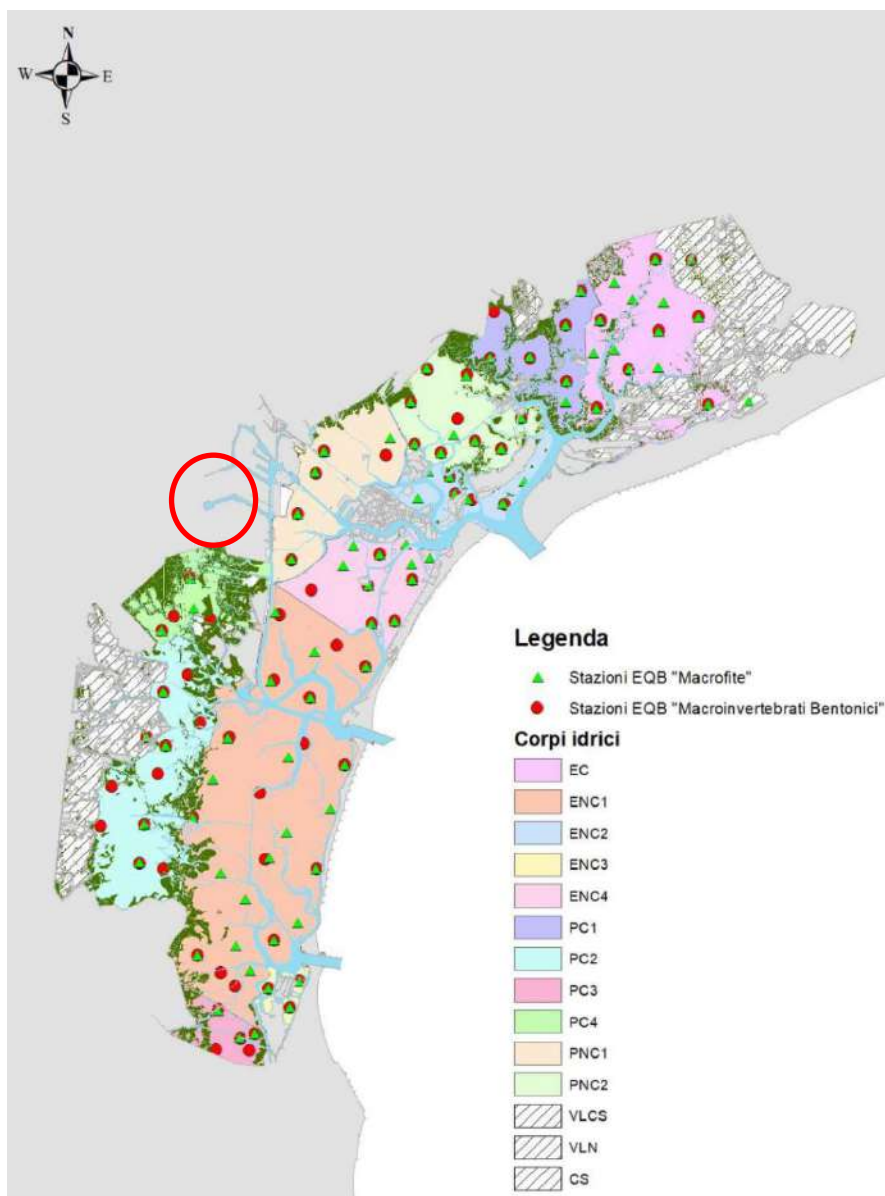 N
W E
S
Legenda
Stazioni EQB "Macrofite"
Stazioni EQB "Macroinvertebrati Bentonici"
Corpi idrici
EC
ENC1
ENC2
ENC3
ENC4
PC1
PC2
PC3
PC4
PNC1
PNC2
VLCS
VLN
CS